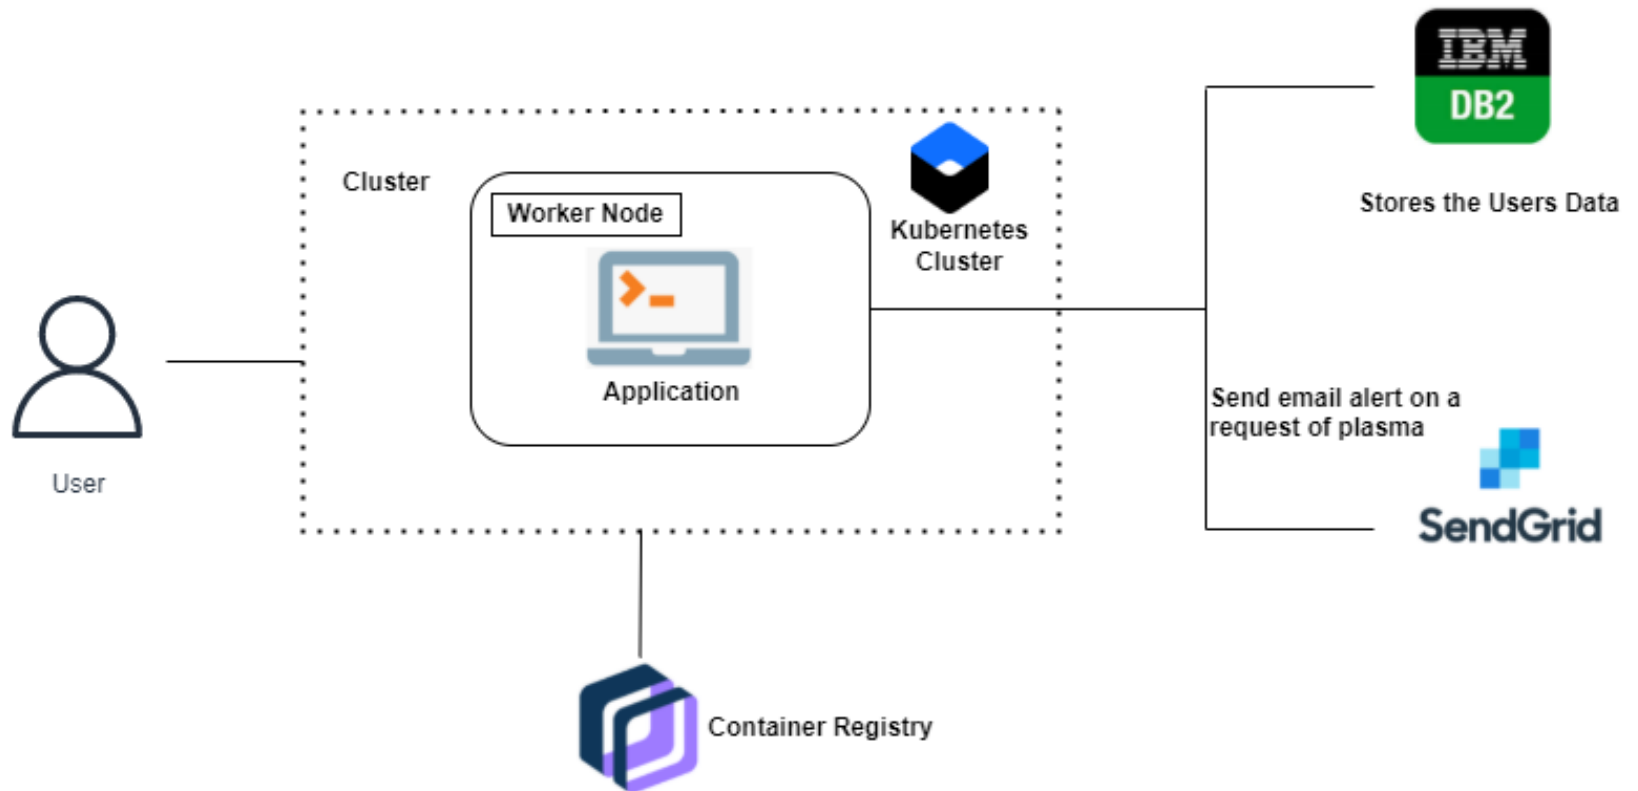 IBM
DB2
Cluster
Worker Node
Kubernetes
Cluster
Stores the Users Data
Application
Send email alert on a
request of plasma
User
SendGrid
Container Registry